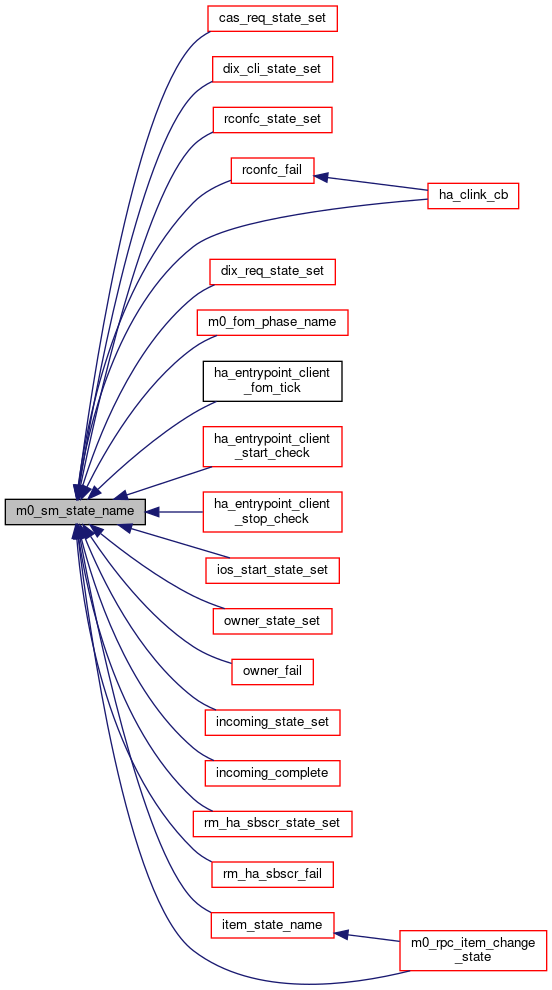 cas_req_state_set
dix_cli_state_set
rconfc_state_set
rconfc_fail
ha_clink_cb
dix_req_state_set
m0_fom_phase_name
ha_entrypoint_client
_fom_tick
ha_entrypoint_client
_start_check
m0_sm_state_name
ha_entrypoint_client
_stop_check
ios_start_state_set
owner_state_set
owner_fail
incoming_state_set
incoming_complete
rm_ha_sbscr_state_set
rm_ha_sbscr_fail
item_state_name
m0_rpc_item_change
_state